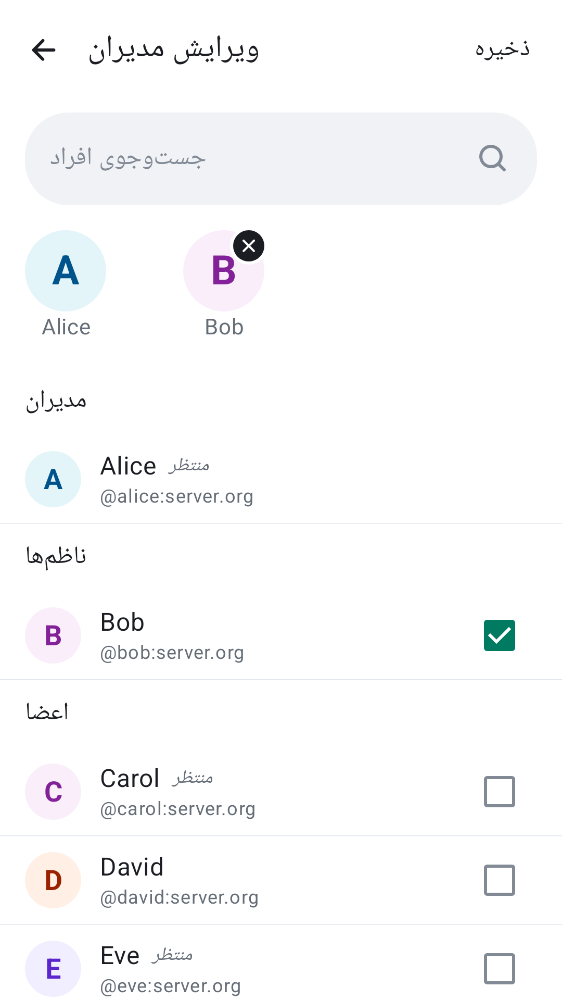 ویرایش مدیران
ذخیره
جست‌وجوی افراد
A
B
Alice
Bob
مدیران
A
Alice منتظر
@alice:server.org
ناظم‌ها
B
Bob
@bob:server.org
اعضا
C
Carol منتظر
@carol:server.org
D
David
@david:server.org
E
Eve منتظر
@eve:server.org